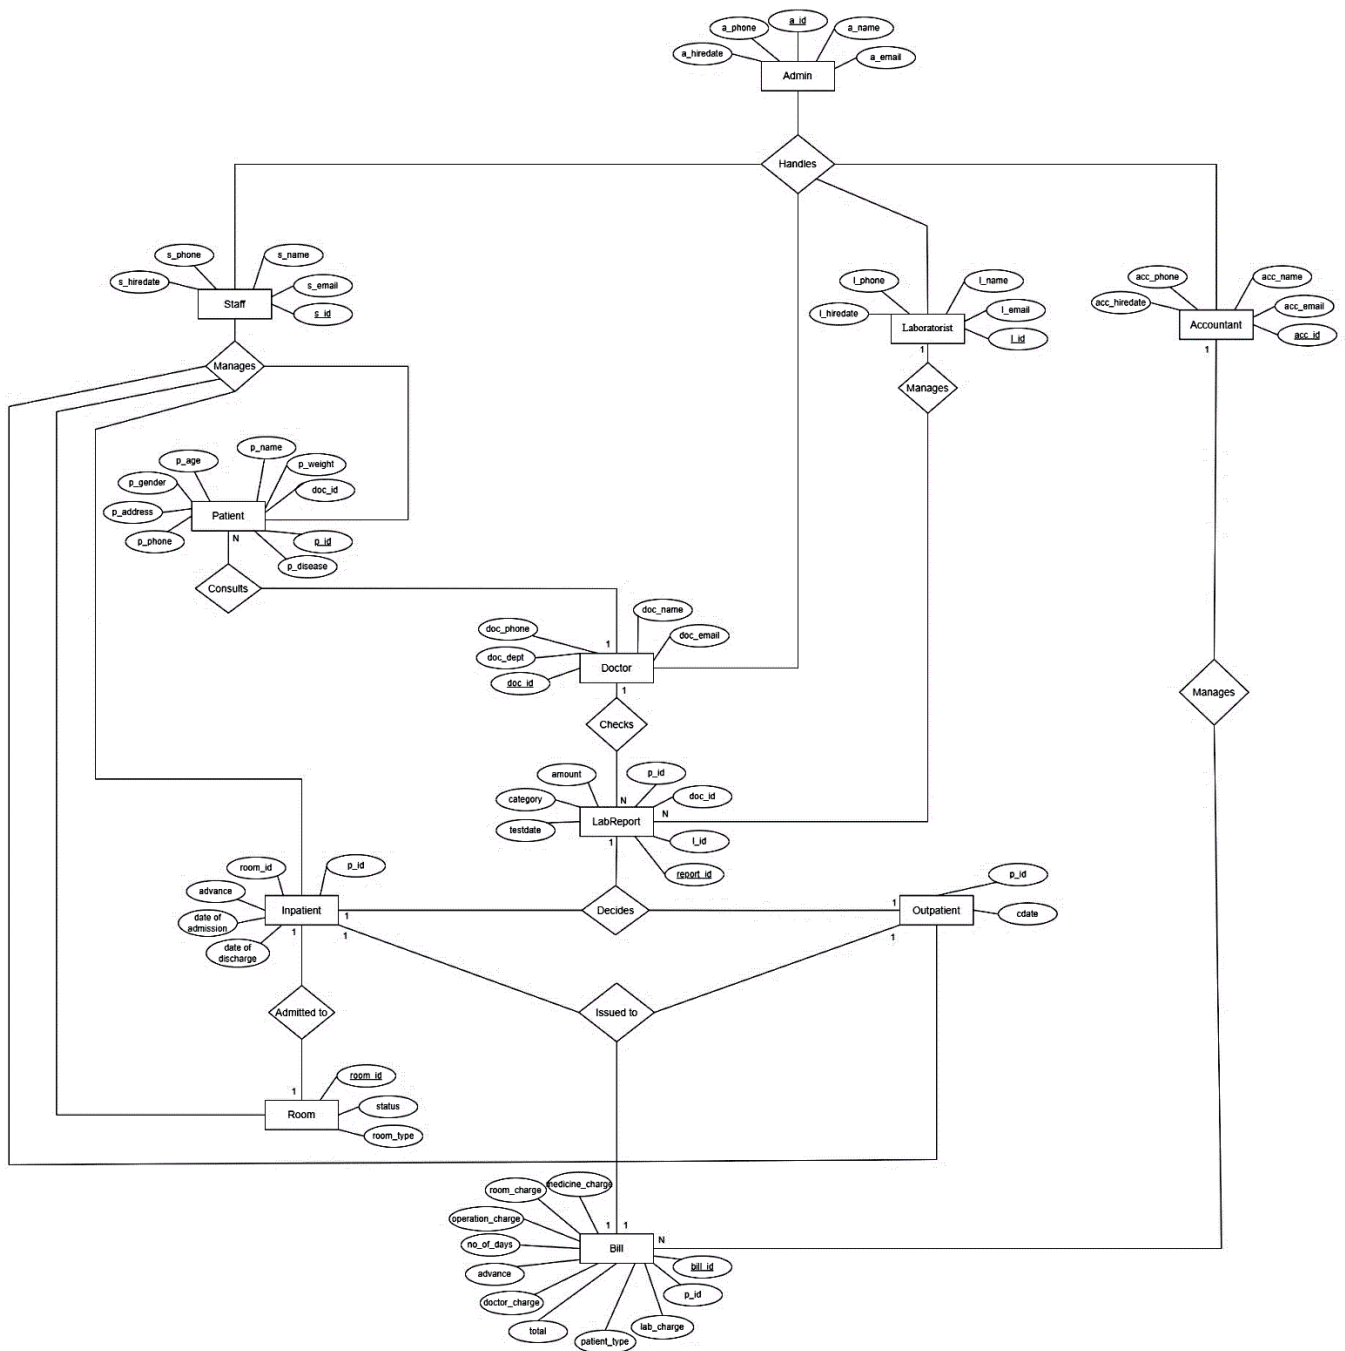 a_id
a_phone
a_name
a_hiredate
a_email
Admin
Handles
s_phone
s_name
s_hiredate
s_email
Staff
s_id
l_phone
l_name
l_hiredate
l_email
Laboratorist
l_id
1
acc_phone
acc_name
acc_hiredate
acc_email
Accountant
acc_id
1
Manages
Manages
p_name
p_age
p_weight
p_gender
doc_id
p_address
Patient
p_phone
N
p_id
p_disease
Consults
doc_name
doc_phone
doc_email
1
doc_dept
Doctor
doc_id
1
Manages
Checks
p_id
amount
doc_id
category
N
N
testdate
LabReport
l_id
1
report_id
room_id
p_id
advance
Inpatient
1
date of
admission
1
1
date of
discharge
Decides
p_id
1
Outpatient
cdate
1
Admitted to
Issued to
1
room_id
Room
status
room_type
medicine_charge
room_charge
operation_charge
1
1
N
no_of_days
Bill
bill_id
advance
p_id
doctor_charge
lab_charge
total
patient_type